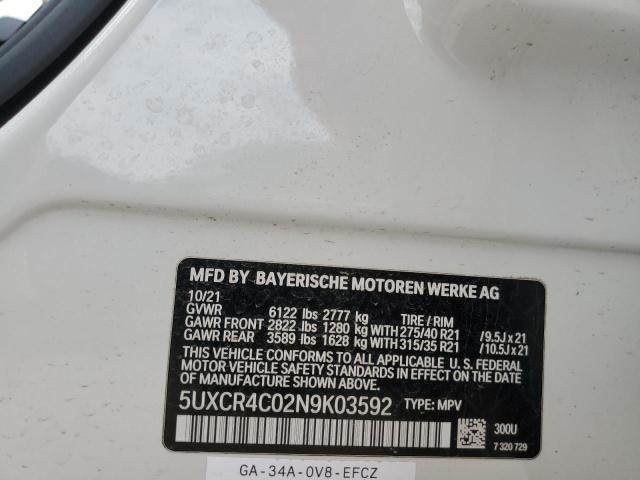 MFD BY BAYERISCHE MOTOREN WERKE AG
10/21
GVWR 6122 lbs 2777 kg TIRE / RIM
GAWR FRONT 2822 lbs 1280 kg WITH 275/40 R21 /9.5J x 21
GAWR REAR 3589 lbs 1628 kg WITH 315/35 R21 /10.5J x 21
THIS VEHICLE CONFORMS TO ALL APPLICABLE U. S. FEDERAL
MOTOR VEHICLE SAFETY STANDARDS IN EFFECT ON THE DATE OF
MANUFACTURE SHOWN ABOVE.
5UXCR4C02N9K03592 TYPE: MPV
300U
7 320 729
GA-34A-0V8-EFCZ